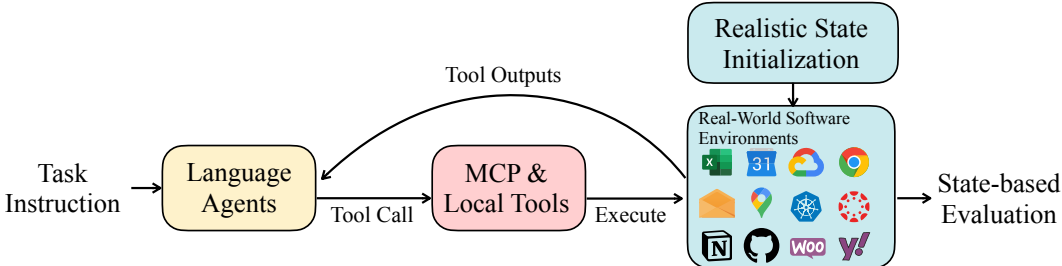 Realistic State
Initialization
Tool Outputs
Real-World Software
Environments
Task
Instruction
Language
Agents
Tool Call
MCP &
Local Tools
Execute
X
31
N
WOO
y!
State-based
Evaluation